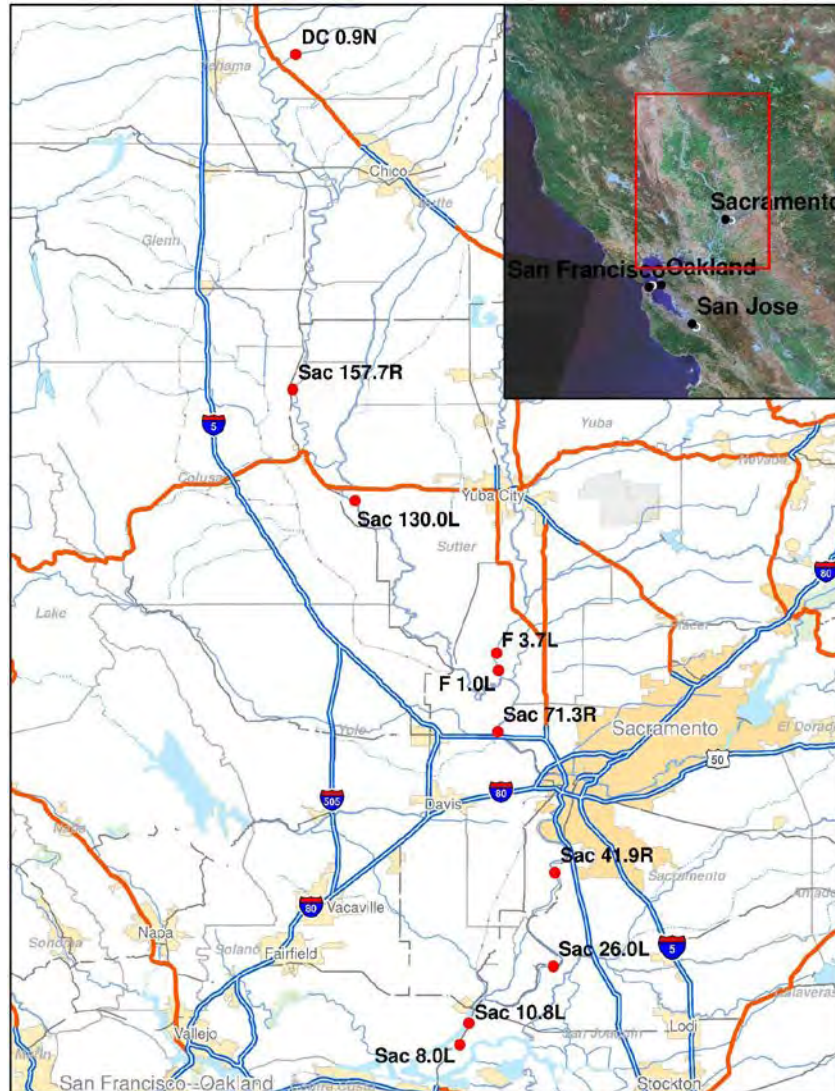 DC 0.9N
Tehama
Chico
Butte
Glenn
Sacramento
San Francisco
Oakland
San Jose
Sac 157.7R
5
Colusa
Yuba
Nevada
Yuba City
Sac 130.0L
Sutter
80
Lake
Placer
F 3.7L
F 1.0L
Sac 71.3R
Yolo
Sacramento
El Dorado
50
505
80
Davis
Napa
Sac 41.9R
Sacramento
Amador
80
Vacaville
Napa
Sonoma
Solano
Fairfield
Sac 26.0L
5
Calaveras
Sac 10.8L
San Joaquin
Lodi
Vallejo
Marin
Sac 8.0L
San Francisco--Oakland
Contra Costa
Stockton